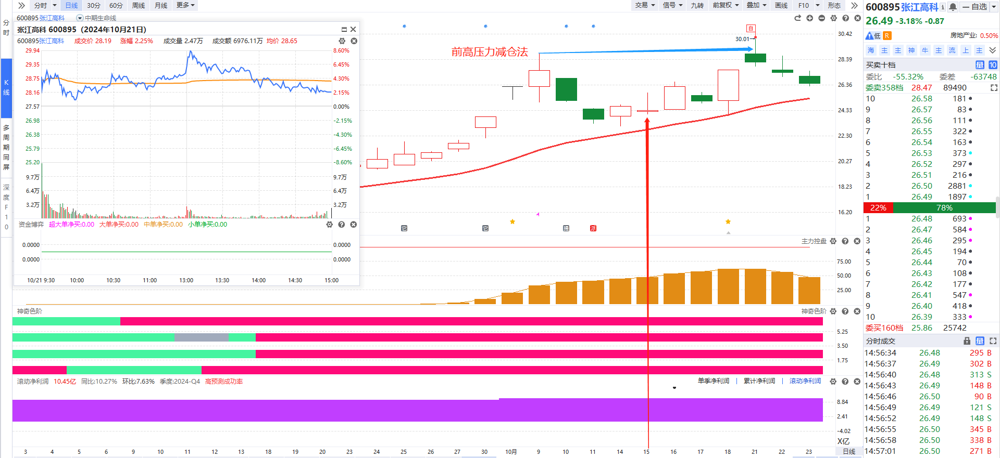 分时 日线 30分 60分 周线 月线 更多 交易 信号 九转 前复权 叠加 画线 F10 形态
600895张江高科 自选
26.49 -3.18% -0.87
低 R 房地产业: 0.50%
海 主 主 神 牛 主 流 上 主
分时
K线
多周期同屏
深度F10
600895张江高科 中期生命线
张江高科 600895（2024年10月21日）
600895张江高科 成交价 28.19 涨幅 2.25% 成交量 2.47万 成交额 6976.11万 均价 28.65
29.94 8.60%
29.35 6.45%
28.75 4.30%
28.16 2.15%
27.57 0.00%
26.98 -2.15%
26.38 -4.30%
25.79 -6.45%
25.20 -8.60%
9.7万 9.7万
6.4万 6.4万
3.2万 3.2万
资金博弈 超大单净买:0.00 大单净买:0.00 中单净买:0.00 小单净买:0.00
0.0000 0.0000
0.0000 0.0000
10/21 9:30 10:00 10:30 11:00 13:00 13:30 14:00 14:30 15:00
前高压力减仓法
自
30.01
30.42
28.39
26.36
24.33
22.30
20.27
18.23
16.20
它 它 提 派
主力控盘
75.00
50.00
25.00
神奇色阶 神奇色阶
5.25
3.50
1.75
滚动净利润 10.45亿 同比:10.27% 环比:7.63% 季度:2024-Q4 高预测成功率 单季净利润 | 累计净利润 | 滚动净利润
8.84
2.41
-4.02
X亿
3 4 5 6 9 10 11 12 13 18 19 20 23 24 25 26 27 30 10月 9 10 11 14 15 16 17 18 21 22 23 日线
买卖十档 量 10
委比 -55.32% 委差 -63748
委卖358档 28.47 89490
10 26.58 181
9 26.57 83
8 26.56 111
7 26.55 322
6 26.54 163
5 26.53 373
4 26.52 297
3 26.51 216
2 26.50 2881
1 26.49 1897
22% 78%
1 26.48 693
2 26.47 584
3 26.46 295
4 26.45 194
5 26.44 70
6 26.43 108
7 26.42 177
8 26.41 547
9 26.40 418
10 26.39 333
委买160档 25.86 25742
分时成交 量
14:56:34 26.48 295 B
14:56:37 26.49 302 B
14:56:40 26.48 313 S
14:56:43 26.49 148 B
14:56:46 26.50 90 B
14:56:49 26.49 121 S
14:56:52 26.49 148 S
14:56:55 26.50 345 B
14:56:58 26.50 338 B
14:57:01 26.50 271 B